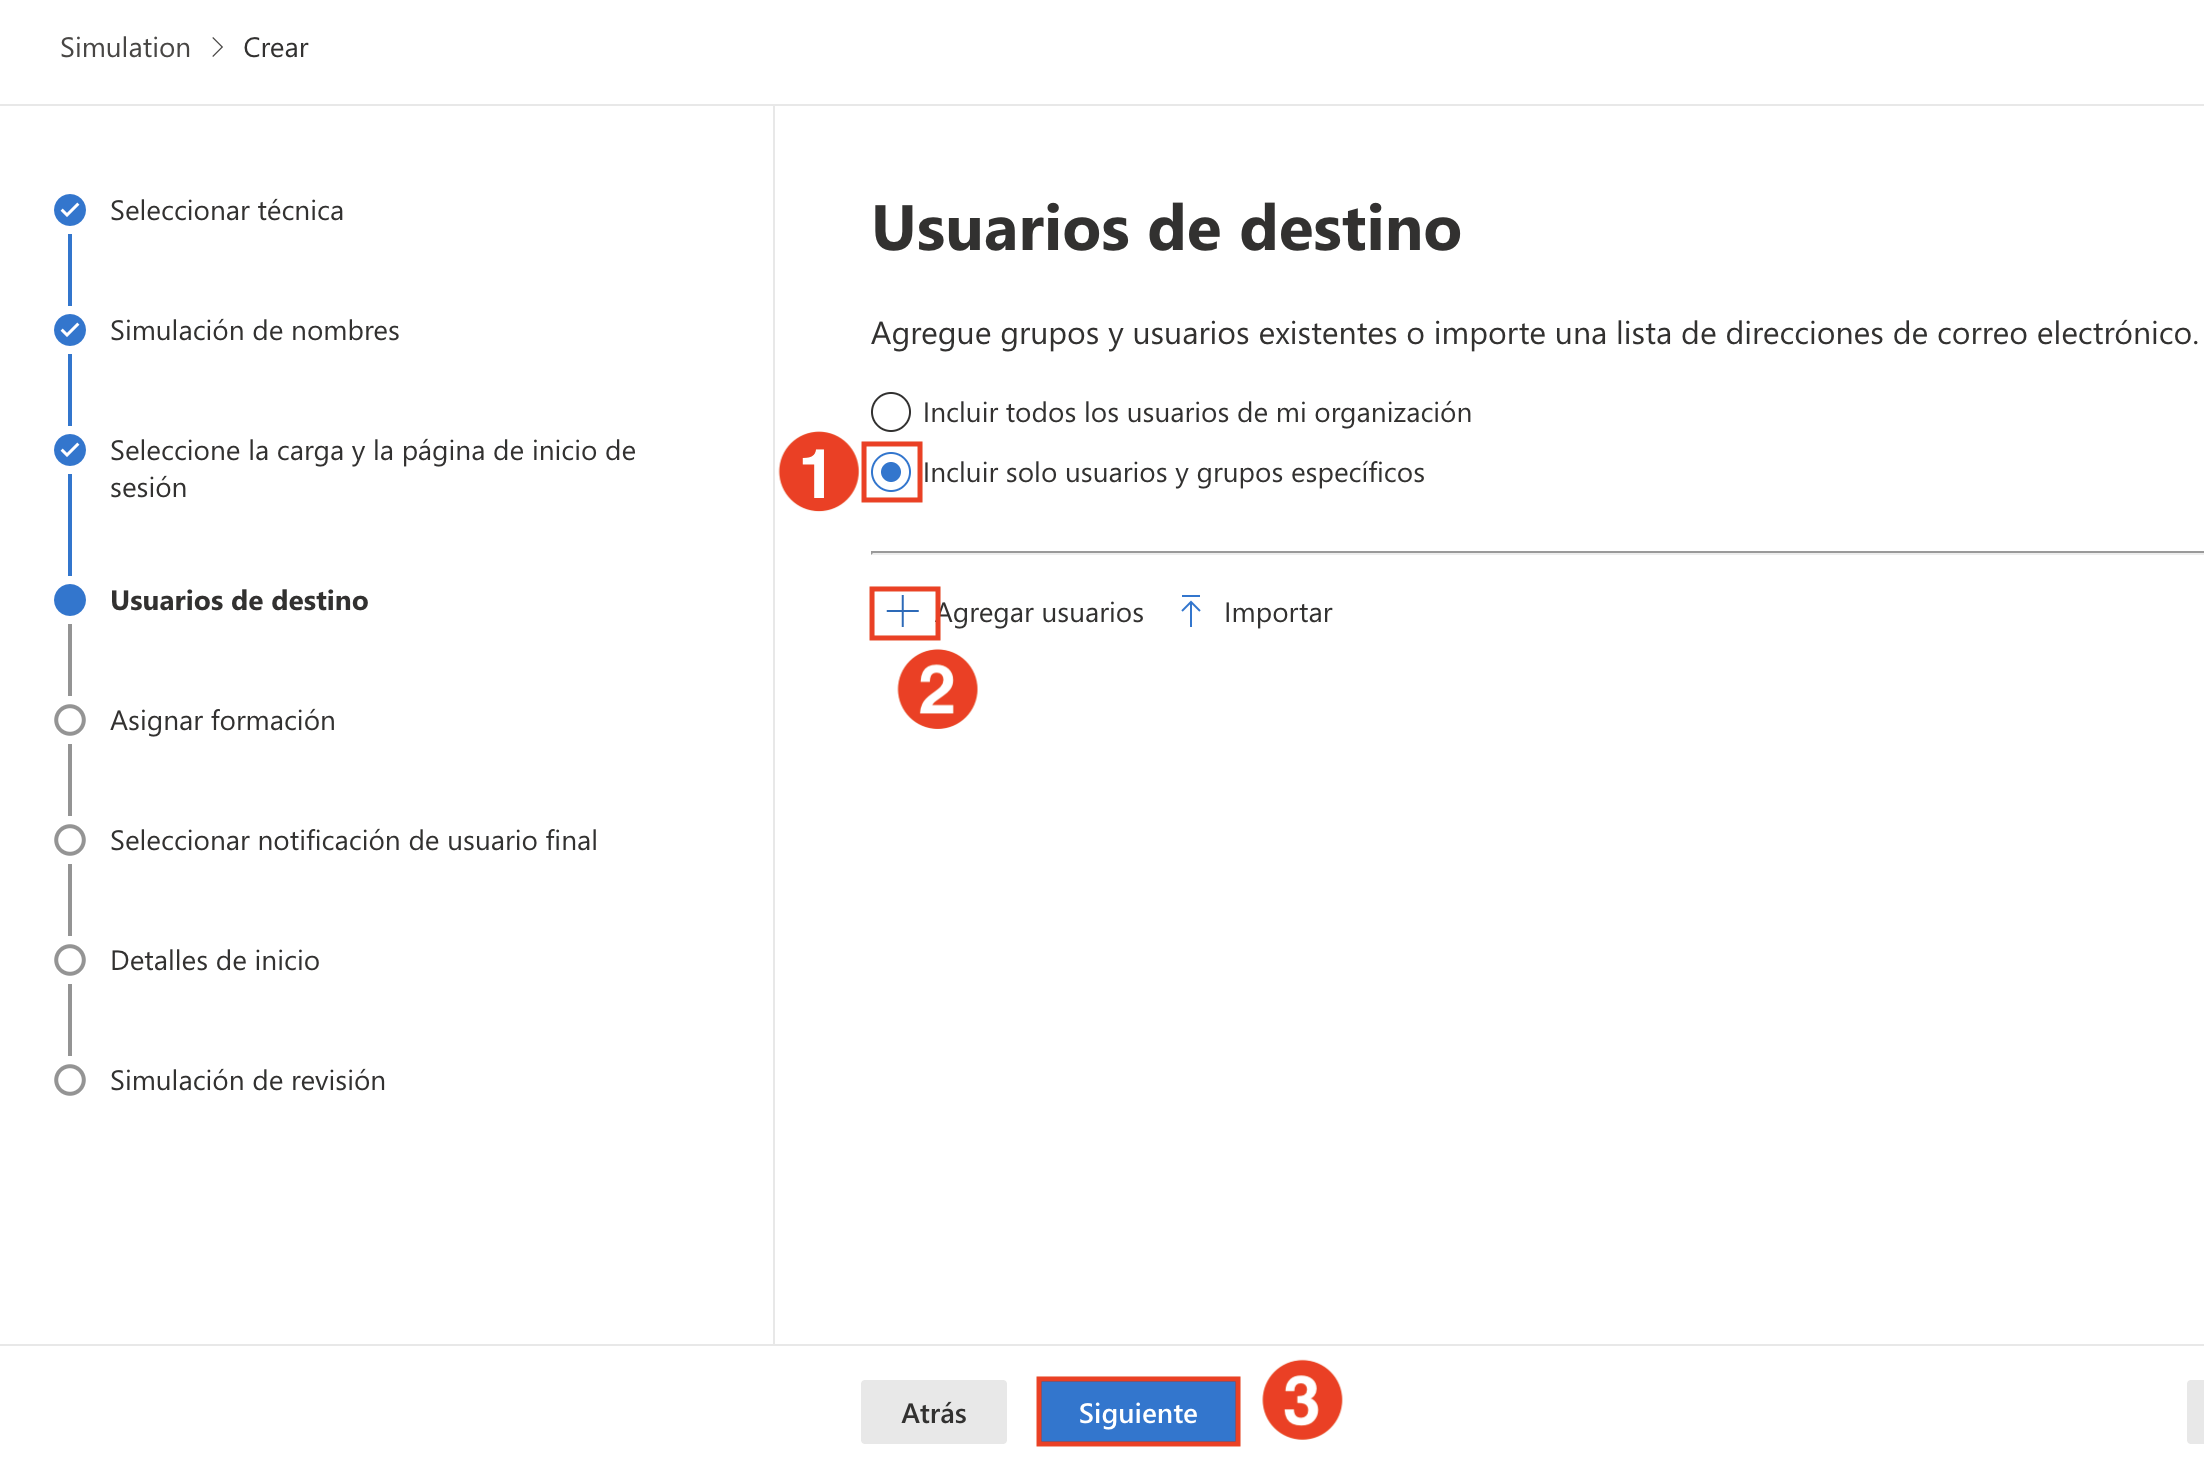 Simulation > Crear
Seleccionar técnica
Simulación de nombres
Seleccione la carga y la página de inicio de
sesión
Usuarios de destino
Asignar formación
Seleccionar notificación de usuario final
Detalles de inicio
Simulación de revisión
Usuarios de destino
Agregue grupos y usuarios existentes o importe una lista de direcciones de correo electrónico.
Incluir todos los usuarios de mi organización
1 Incluir solo usuarios y grupos específicos
Agregar usuarios Importar
2
Atrás Siguiente 3